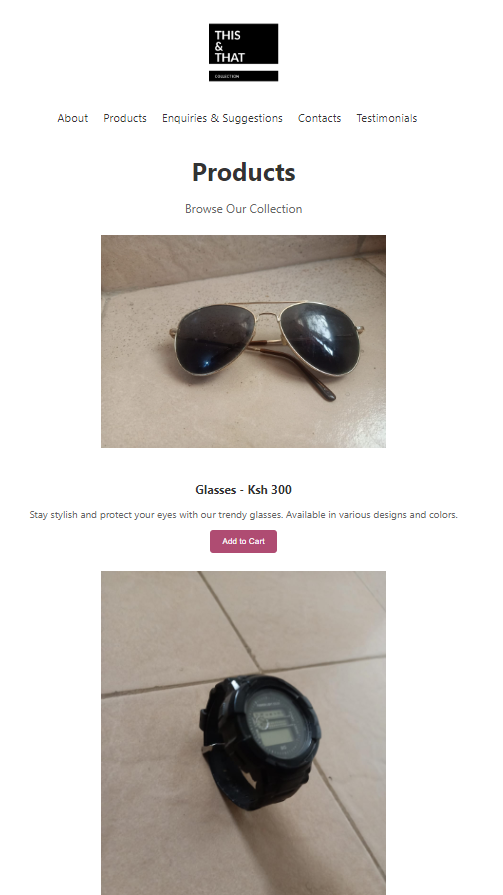 THIS
&
THAT
COLLECTION
About Products Enquiries & Suggestions Contacts Testimonials
Products
Browse Our Collection
Glasses - Ksh 300
Stay stylish and protect your eyes with our trendy glasses. Available in various designs and colors.
Add to Cart